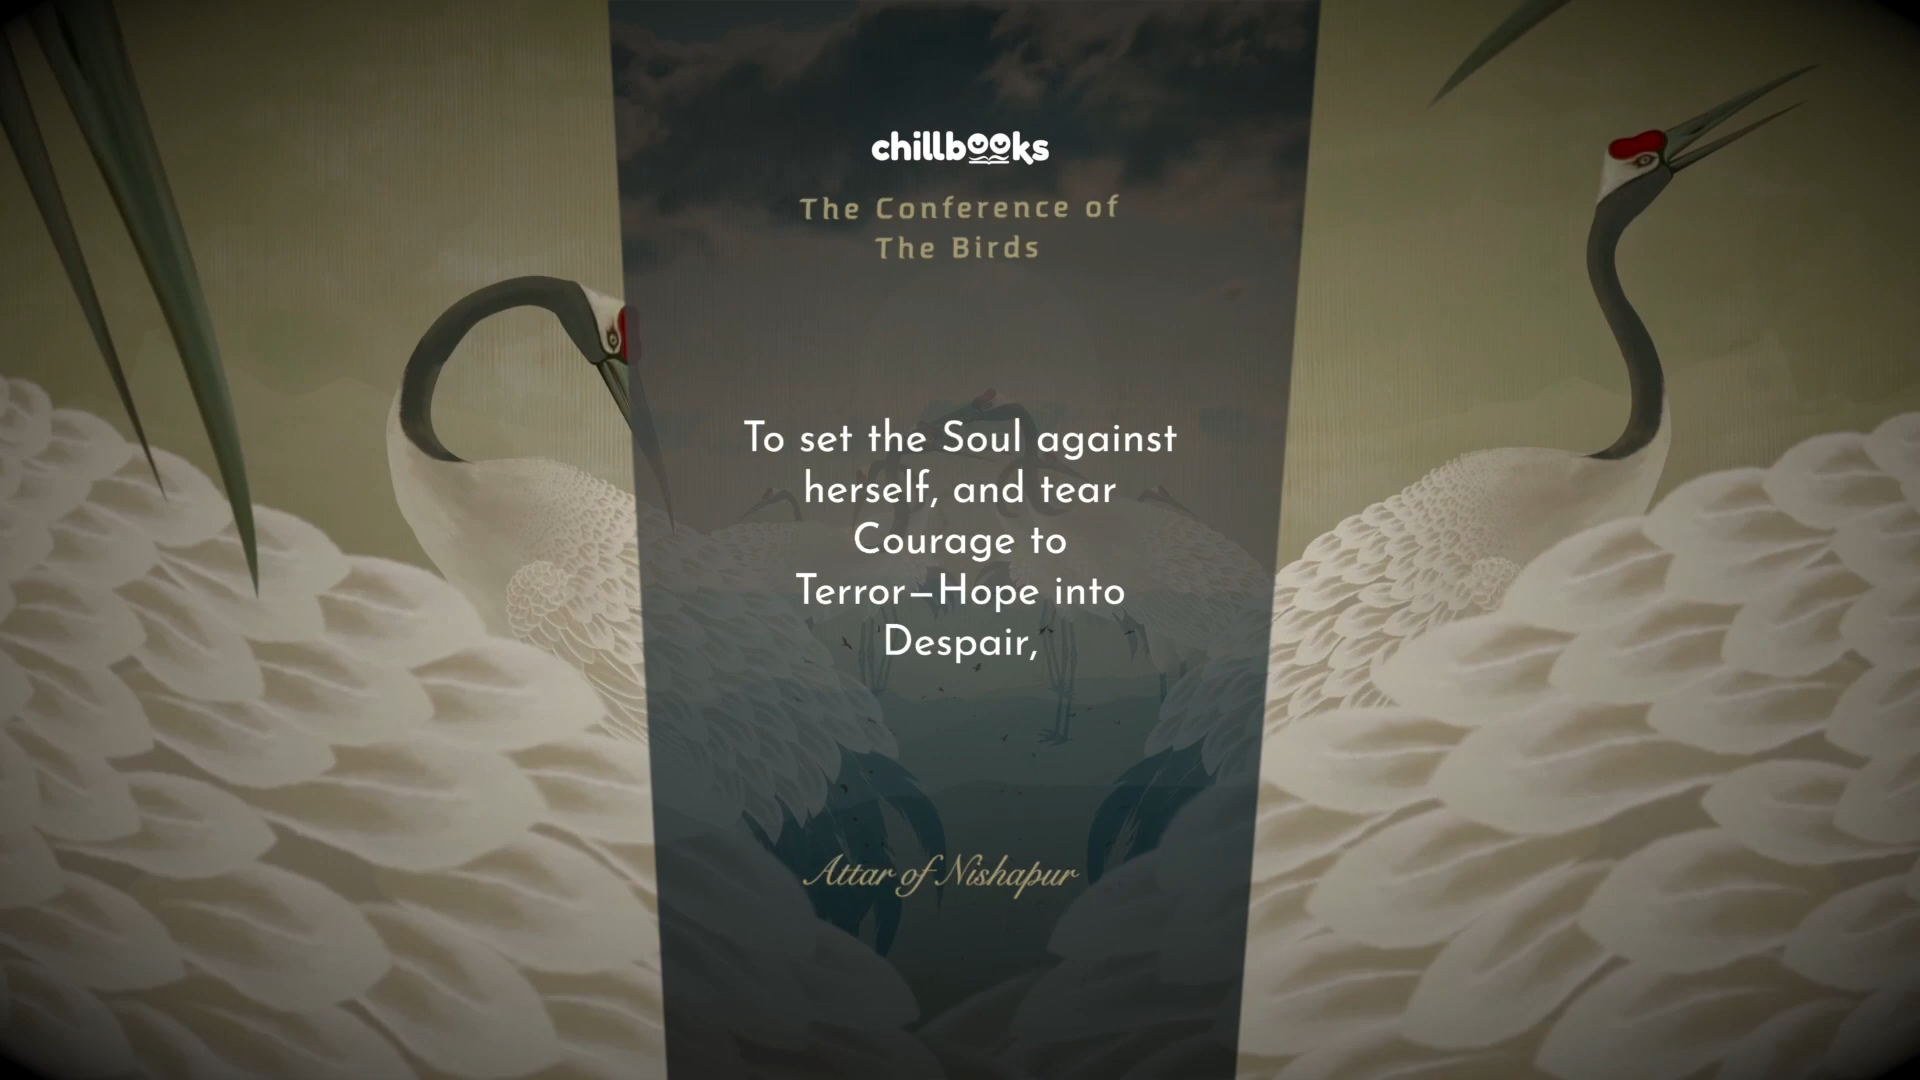 chillbooks
The Conference of
The Birds
To set the Soul against
herself, and tear
Courage to
Terror—Hope into
Despair,
Attar of Nishapur